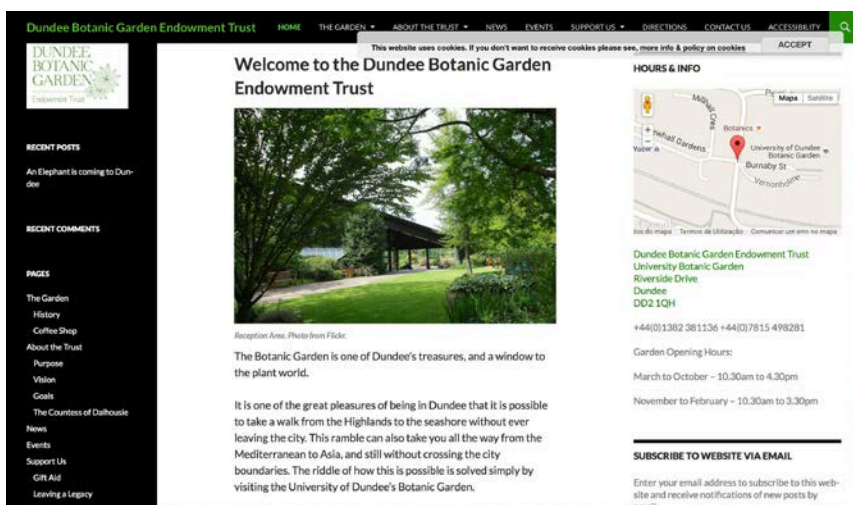 Dundee Botanic Garden Endowment Trust
HOME THE GARDEN ABOUT THE TRUST NEWS EVENTS SUPPORT US DIRECTIONS CONTACT US ACCESSIBILITY
This website uses cookies. If you don't want to receive cookies please see, more info & policy on cookies
ACCEPT
DUNDEE
BOTANIC
GARDEN
Endowment Trust
RECENT POSTS
An Elephant is coming to Dun-
dee
RECENT COMMENTS
PAGES
The Garden
History
Coffee Shop
About the Trust
Purpose
Vision
Goals
The Countess of Dalhousie
News
Events
Support Us
Gift Aid
Leaving a Legacy
Welcome to the Dundee Botanic Garden
Endowment Trust
Reception Area. Photo from Flickr.
The Botanic Garden is one of Dundee's treasures, and a window to
the plant world.
It is one of the great pleasures of being in Dundee that it is possible
to take a walk from the Highlands to the seashore without ever
leaving the city. This ramble can also take you all the way from the
Mediterranean to Asia, and still without crossing the city
boundaries. The riddle of how this is possible is solved simply by
visiting the University of Dundee's Botanic Garden.
HOURS & INFO
Mapa Satélite
Millhall Cres
Botanics
Gardens
University of Dundee
Botanic Garden
Burnaby St
Vernonholme
do mapa Termos de Utilização Comunicar um erro no mapa
Dundee Botanic Garden Endowment Trust
University Botanic Garden
Riverside Drive
Dundee
DD2 1QH
+44(0)1382 381136 +44(0)7815 498281
Garden Opening Hours:
March to October – 10.30am to 4.30pm
November to February – 10.30am to 3.30pm
SUBSCRIBE TO WEBSITE VIA EMAIL
Enter your email address to subscribe to this web-
site and receive notifications of new posts by